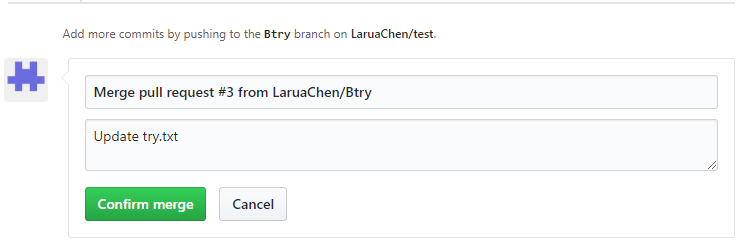 Add more commits by pushing to the Btry branch on LaruaChen/test.
Merge pull request #3 from LaruaChen/Btry
Update try.txt
Confirm merge
Cancel